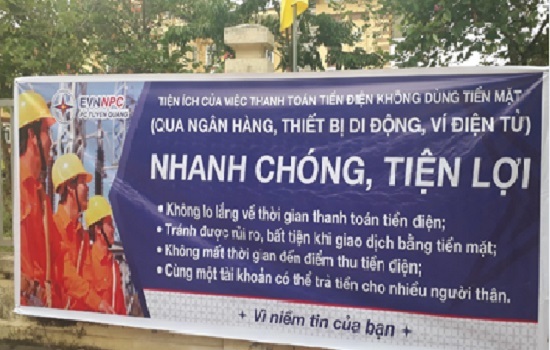 EVNNPC
PC TUYÊN QUANG
TIỆN ÍCH CỦA VIỆC THANH TOÁN TIỀN ĐIỆN KHÔNG DÙNG TIỀN MẶT
(QUA NGÂN HÀNG, THIẾT BỊ DI ĐỘNG, VÍ ĐIỆN TỬ)
NHANH CHÓNG, TIỆN LỢI
• Không lo lắng về thời gian thanh toán tiền điện;
• Tránh được rủi ro, bất tiện khi giao dịch bằng tiền mặt;
• Không mất thời gian đến điểm thu tiền điện;
• Cùng một tài khoản có thể trả tiền cho nhiều người thân.
+ Vì niềm tin của bạn +